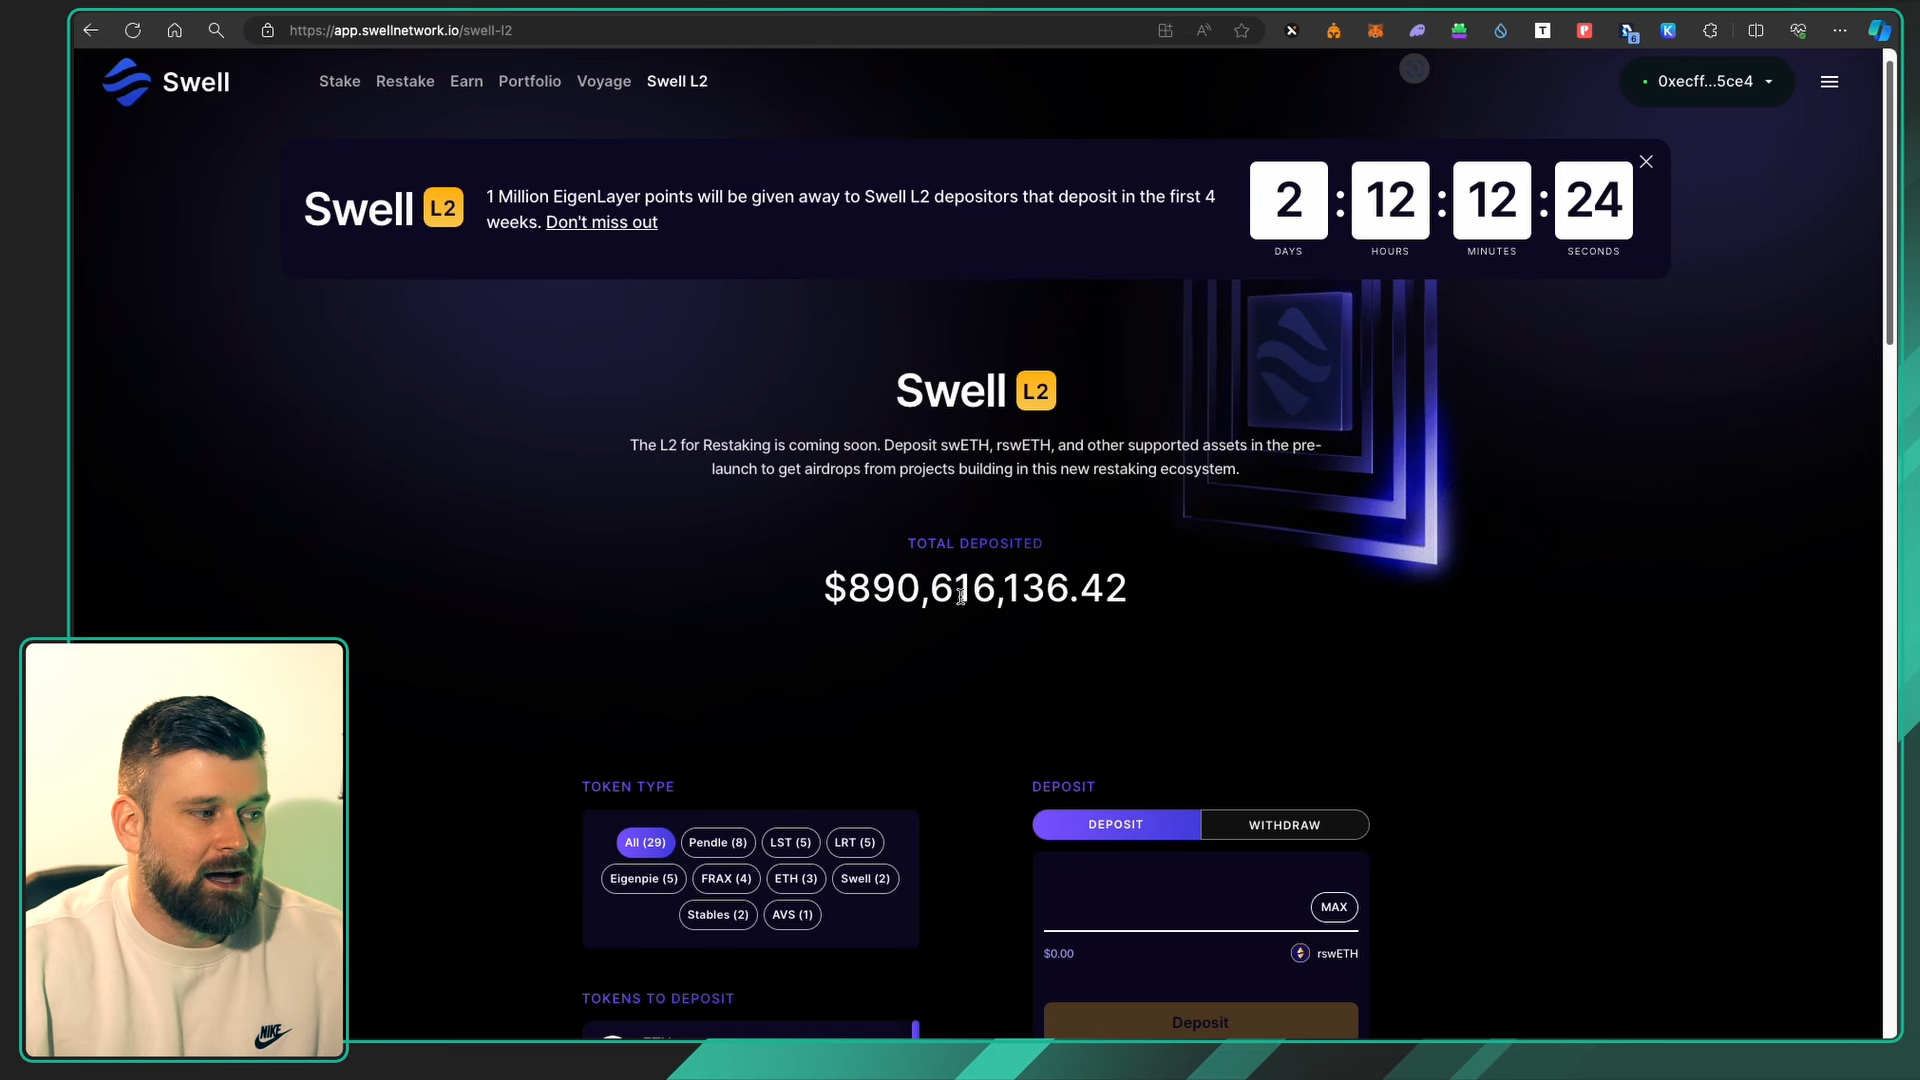 https://app.swellnetwork.io/swell-l2
6
Swell
Stake Restake Earn Portfolio Voyage Swell L2
0xecff...5ce4
Swell L2
1 Million EigenLayer points will be given away to Swell L2 depositors that deposit in the first 4
weeks. Don't miss out
2 : 12 : 12 : 24
DAYS HOURS MINUTES SECONDS
Swell L2
The L2 for Restaking is coming soon. Deposit swETH, rswETH, and other supported assets in the pre-
launch to get airdrops from projects building in this new restaking ecosystem.
TOTAL DEPOSITED
$890,616,136.42
TOKEN TYPE
All (29) Pendle (8) LST (5) LRT (5)
Eigenpie (5) FRAX (4) ETH (3) Swell (2)
Stables (2) AVS (1)
TOKENS TO DEPOSIT
DEPOSIT
DEPOSIT WITHDRAW
MAX
$0.00 rswETH
Deposit
NIKE